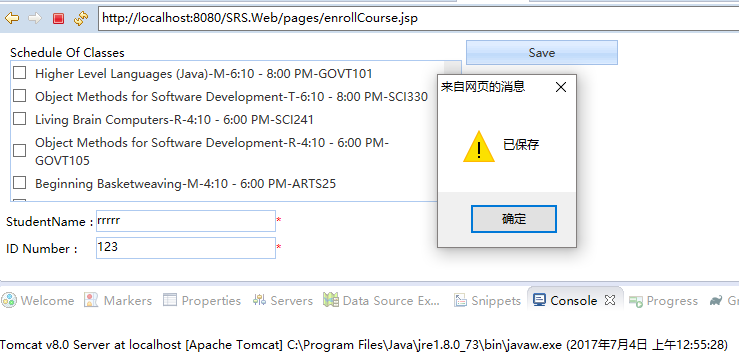 http://localhost:8080/SRS.Web/pages/enrollCourse.jsp
Schedule Of Classes
Save
Higher Level Languages (Java)-M-6:10 - 8:00 PM-GOVT101
Object Methods for Software Development-T-6:10 - 8:00 PM-SCI330
Living Brain Computers-R-4:10 - 6:00 PM-SCI241
Object Methods for Software Development-R-4:10 - 6:00 PM-
GOVT105
Beginning Basketweaving-M-4:10 - 6:00 PM-ARTS25
来自网页的消息
已保存
确定
StudentName : rrrrr *
ID Number : 123 *
Welcome Markers Properties Servers Data Source Ex... Snippets Console Progress Gr
Tomcat v8.0 Server at localhost [Apache Tomcat] C:\Program Files\Java\jre1.8.0_73\bin\javaw.exe (2017年7月4日 上午12:55:28)